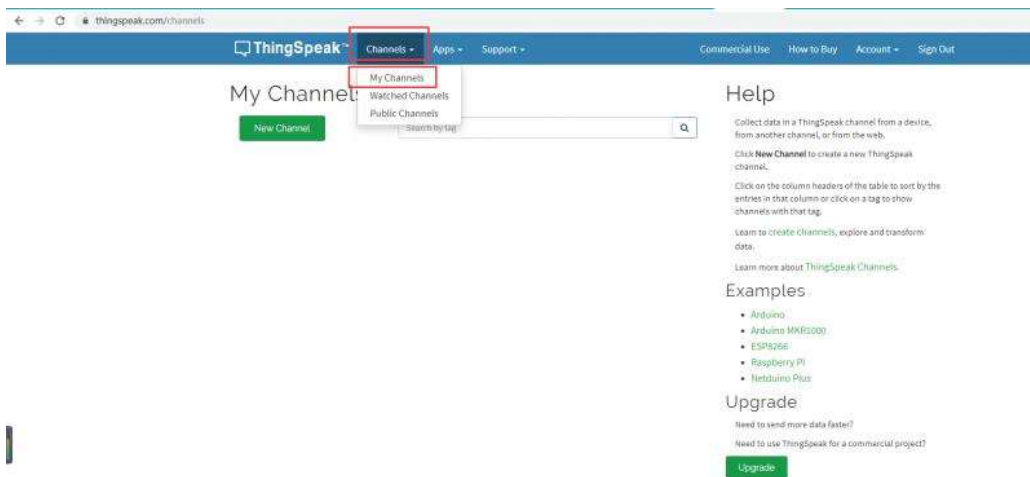 thingspeak.com/channels
ThingSpeak™ Channels Apps Support Commercial Use How to Buy Account Sign Out
My Channels
Watched Channels
Public Channels
My Channels
New Channel
Search by tag
Help
Collect data in a ThingSpeak channel from a device,
from another channel, or from the web.
Click New Channel to create a new ThingSpeak
channel.
Click on the column headers of the table to sort by the
entries in that column or click on a tag to show
channels with that tag.
Learn to create channels, explore and transform
data.
Learn more about ThingSpeak Channels.
Examples
Arduino
Arduino MKR1000
ESP8266
Raspberry Pi
Netduino Plus
Upgrade
Need to send more data faster?
Need to use ThingSpeak for a commercial project?
Upgrade